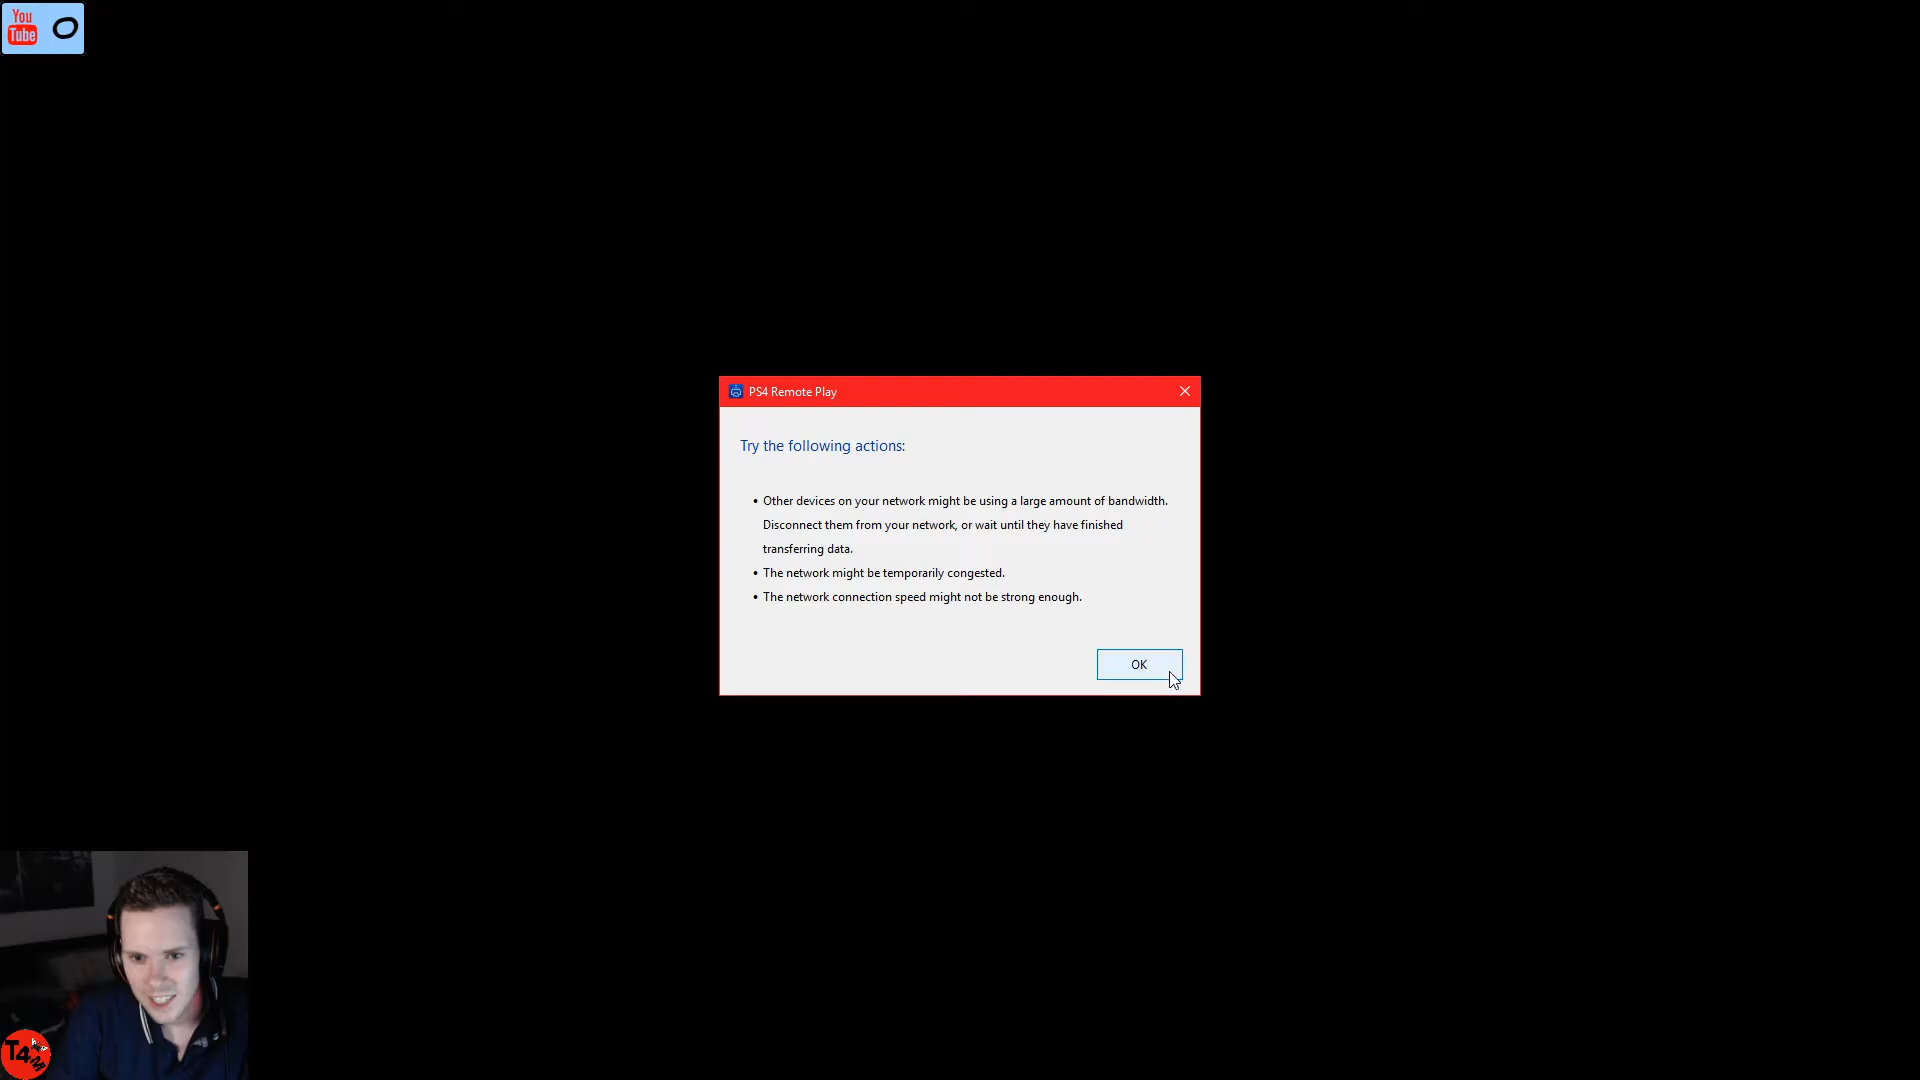 You
Tube
0
PS4 Remote Play
Try the following actions:
• Other devices on your network might be using a large amount of bandwidth.
Disconnect them from your network, or wait until they have finished
transferring data.
• The network might be temporarily congested.
• The network connection speed might not be strong enough.
OK
T4